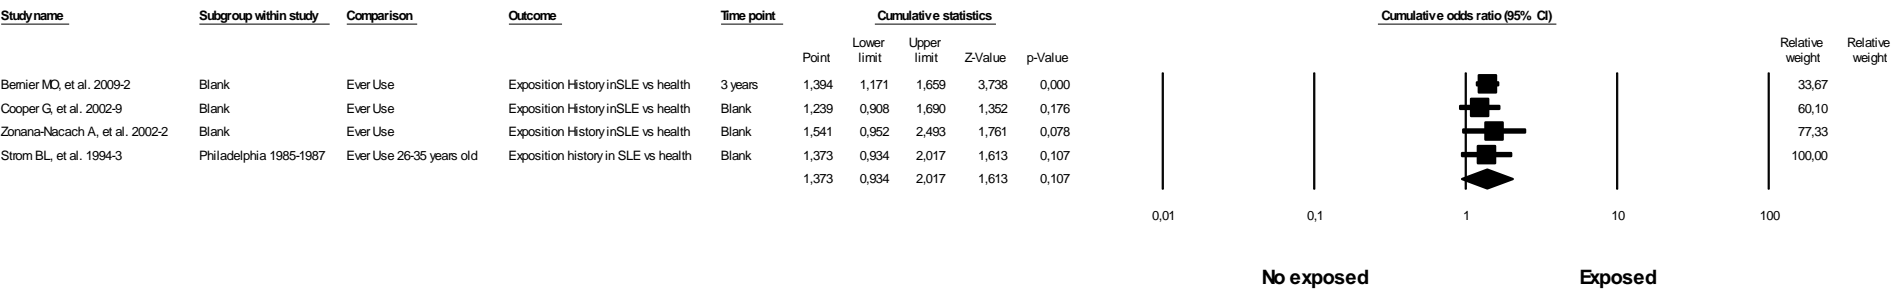 Study name Subgroup within study Comparison Outcome Time point Cumulative statistics Cumulative odds ratio (95% CI)
Lower Upper Relative Relative
Point limit limit Z-Value p-Value weight weight
Bernier MO, et al. 2009-2 Blank Ever Use Exposition History inSLE vs health 3 years 1,394 1,171 1,659 3,738 0,000 33,67
Cooper G, et al. 2002-9 Blank Ever Use Exposition History inSLE vs health Blank 1,239 0,908 1,690 1,352 0,176 60,10
Zonana-Nacach A, et al. 2002-2 Blank Ever Use Exposition History inSLE vs health Blank 1,541 0,952 2,493 1,761 0,078 77,33
Strom BL, et al. 1994-3 Philadelphia 1985-1987 Ever Use 26-35 years old Exposition history in SLE vs health Blank 1,373 0,934 2,017 1,613 0,107 100,00
1,373 0,934 2,017 1,613 0,107
0,01 0,1 1 10 100
No exposed Exposed